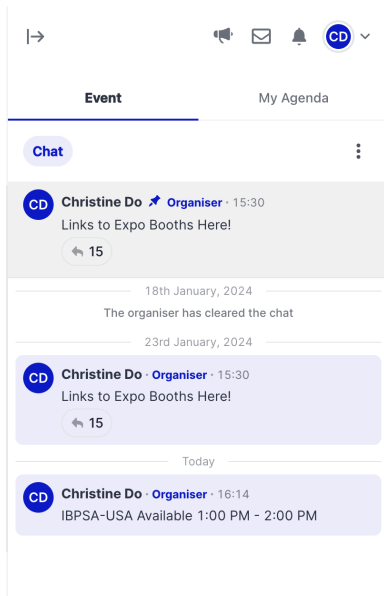 CD
Event My Agenda
Chat
CD
Christine Do Organiser · 15:30
Links to Expo Booths Here!
15
18th January, 2024
The organiser has cleared the chat
23rd January, 2024
CD
Christine Do · Organiser · 15:30
Links to Expo Booths Here!
15
Today
CD
Christine Do · Organiser · 16:14
IBPSA-USA Available 1:00 PM - 2:00 PM